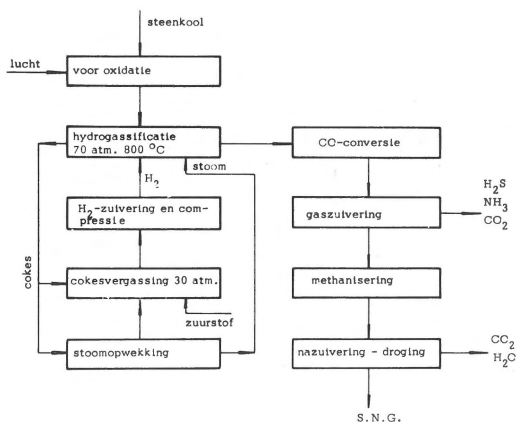 steenkool
lucht
voor oxidatie
hydrogassificatie
70 atm. 800 °C
stoom
H₂
H₂-zuivering en com-
pressie
cokes
cokesvergassing 30 atm.
zuurstof
stoomopwekking
CO-conversie
gaszuivering
H₂S
NH₃
CO₂
methanisering
nazuivering - droging
CO₂
H₂O
S.N.G.